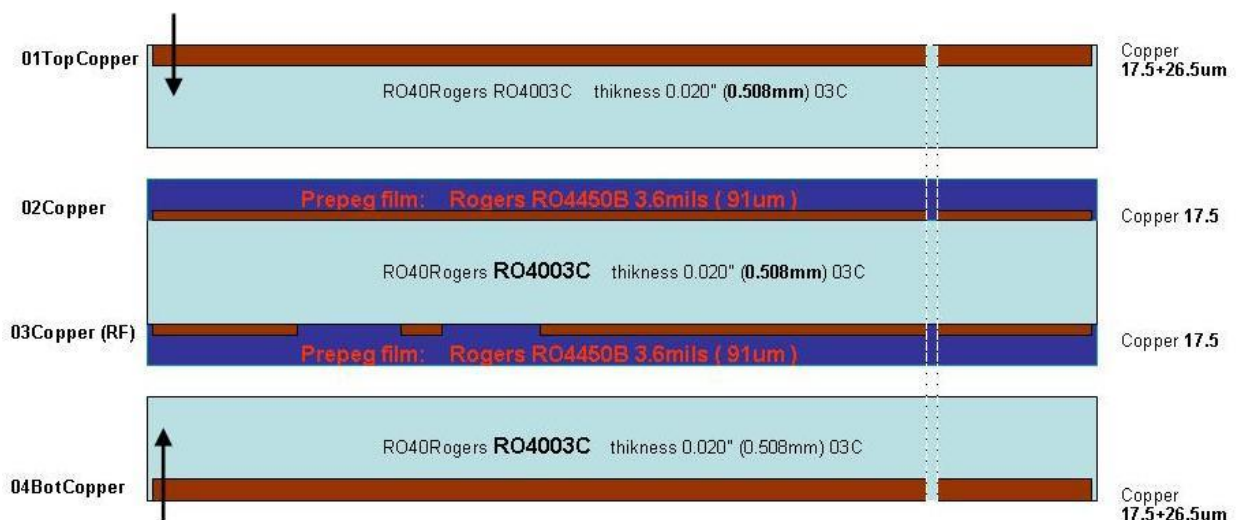 01TopCopper
Copper
17.5+26.5um
RO40Rogers RO4003C thikness 0.020" (0.508mm) 03C
Prepeg film: Rogers RO4450B 3.6mils ( 91um )
02Copper
Copper 17.5
RO40Rogers RO4003C thikness 0.020" (0.508mm) 03C
03Copper (RF)
Copper 17.5
Prepeg film: Rogers RO4450B 3.6mils ( 91um )
RO40Rogers RO4003C thikness 0.020" (0.508mm) 03C
04BotCopper
Copper
17.5+26.5um